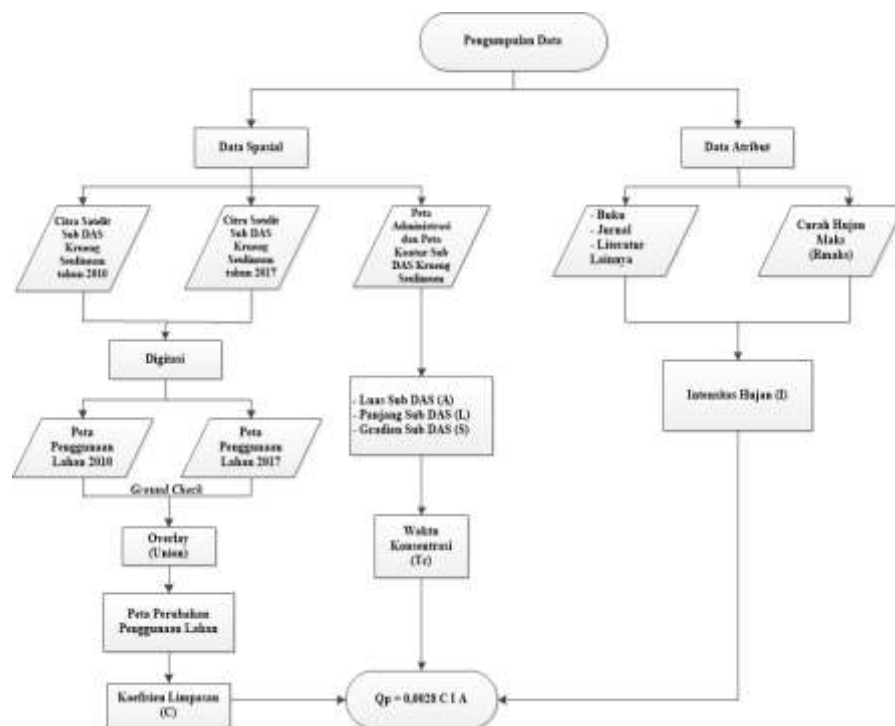 Pengumpulan Data
Data Spasial
Data Atribut
Citra Satelit
Sub DAS
Krueng
Seulimum
tahun 2010
Citra Satelit
Sub DAS
Krueng
Seulimum
tahun 2017
Peta
Administrasi
dan Peta
Kontur Sub
DAS Krueng
Seulimum
- Buku
- Jurnal
- Literatur
Lainnya
Curah Hujan
Maks
(Rmaks)
Digitasi
- Luas Sub DAS (A)
- Panjang Sub DAS (L)
- Gradien Sub DAS (S)
Intensitas Hujan (I)
Peta
Penggunaan
Lahan 2010
Peta
Penggunaan
Lahan 2017
Ground Check
Overlay
(Union)
Waktu
Konsentrasi
(Tc)
Peta Perubahan
Penggunaan Lahan
Koefisien Limpasan
(C)
Qp = 0,0028 C I A